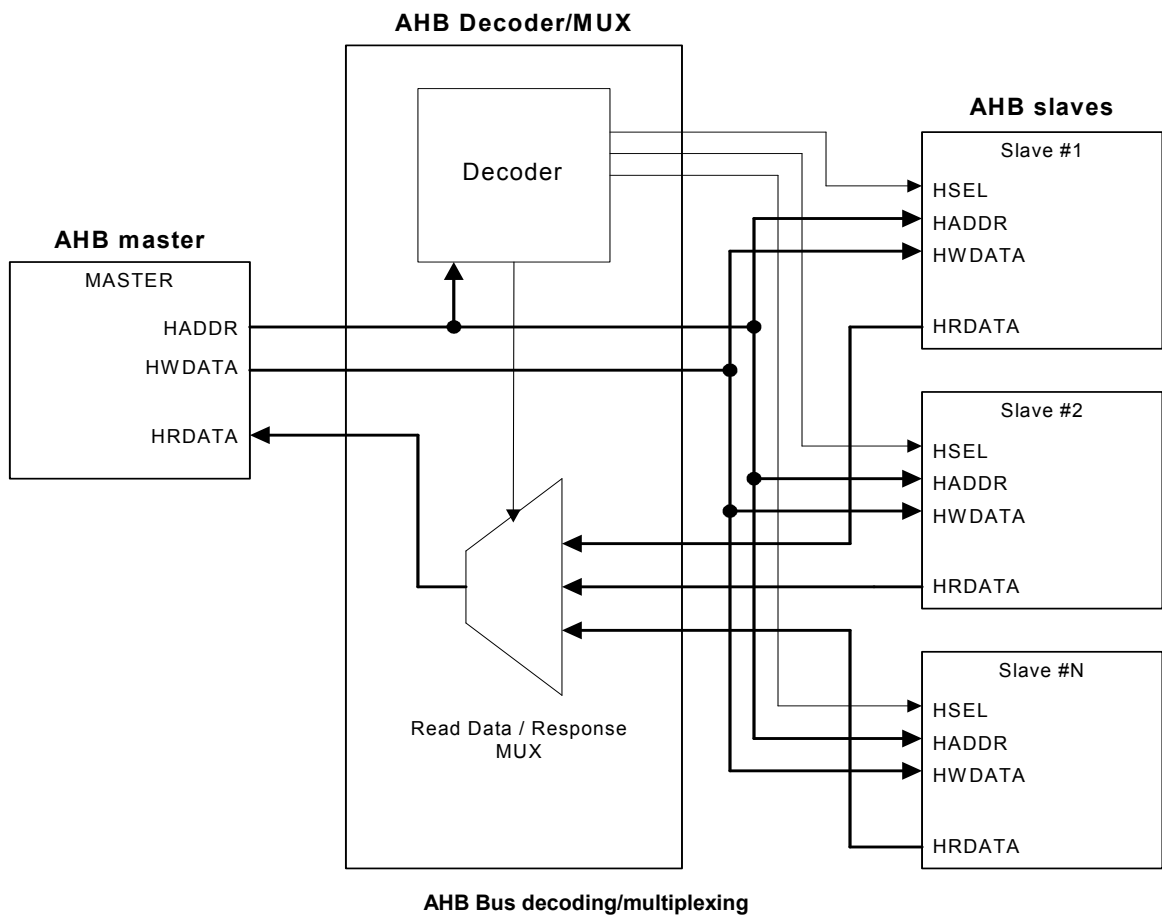 AHB Decoder/MUX
Decoder
AHB master
MASTER
HADDR
HWDATA
HRDATA
Read Data / Response
MUX
AHB slaves
Slave #1
HSEL
HADDR
HWDATA
HRDATA
Slave #2
HSEL
HADDR
HWDATA
HRDATA
Slave #N
HSEL
HADDR
HWDATA
HRDATA
AHB Bus decoding/multiplexing